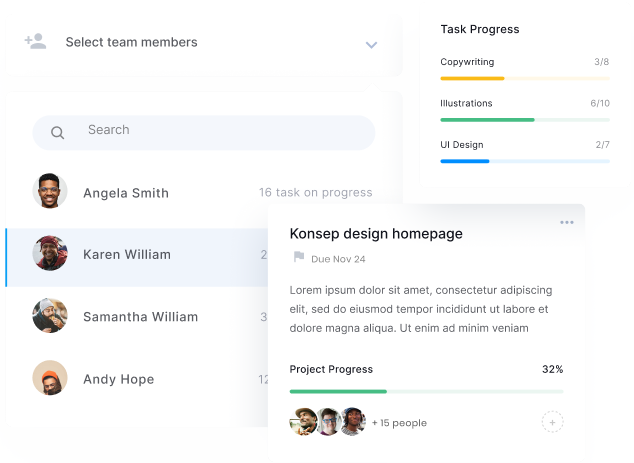 Select team members
Search
Angela Smith
16 task on progress
Karen William
2
Samantha William
3
Andy Hope
12
Task Progress
Copywriting
3/8
Illustrations
6/10
UI Design
2/7
Konsep design homepage
Due Nov 24
Lorem ipsum dolor sit amet, consectetur adipiscing
elit, sed do eiusmod tempor incididunt ut labore et
dolore magna aliqua. Ut enim ad minim veniam
Project Progress
32%
+ 15 people